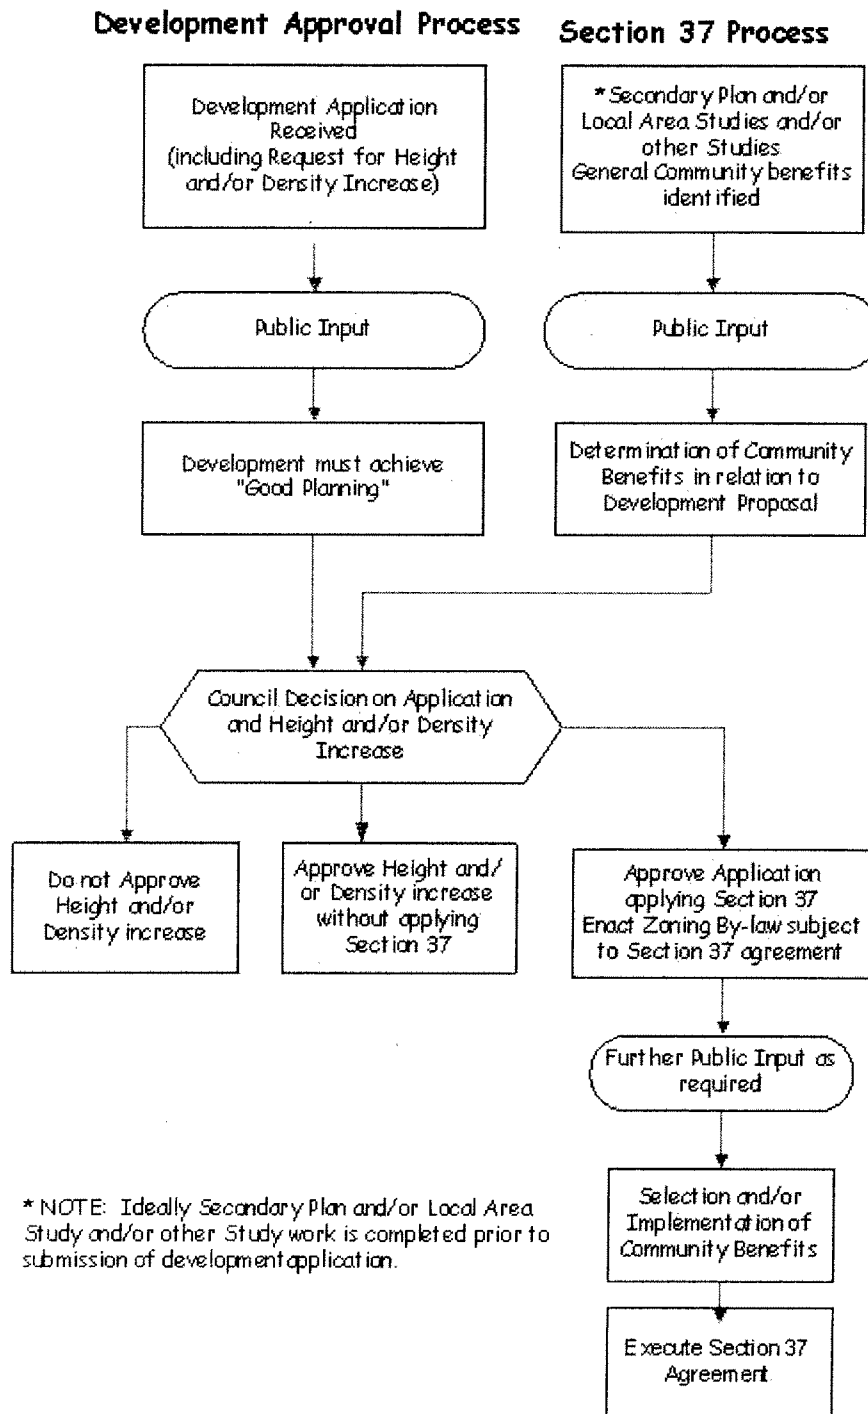 Development Approval Process
Section 37 Process
Development Application
Received
(including Request for Height
and/or Density Increase)
* Secondary Plan and/or
Local Area Studies and/or
other Studies
General Community benefits
identified
Public Input
Public Input
Development must achieve
"Good Planning"
Determination of Community
Benefits in relation to
Development Proposal
Council Decision on Application
and Height and/or Density
Increase
Do not Approve
Height and/or
Density increase
Approve Height and/
or Density increase
without applying
Section 37
Approve Application
applying Section 37
Enact Zoning By-law subject
to Section 37 agreement
Further Public Input as
required
Selection and/or
Implementation of
Community Benefits
Execute Section 37
Agreement
* NOTE: Ideally Secondary Plan and/or Local Area
Study and/or other Study work is completed prior to
submission of development application.